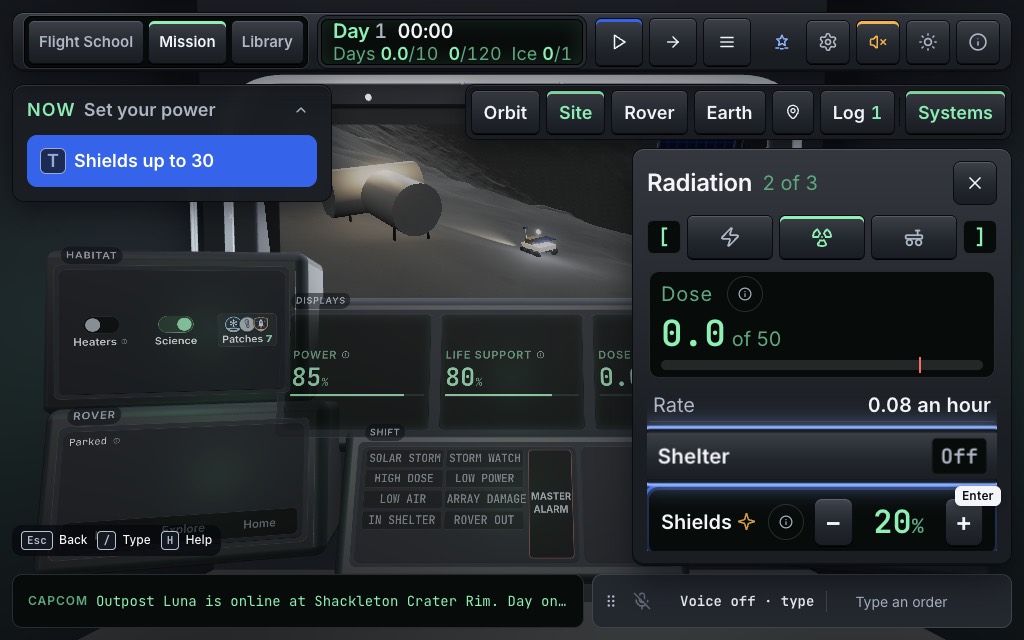 Flight School
Mission
Library
Day 1 00:00
Days 0.0/10 0/120 Ice 0/1
NOW Set your power
T Shields up to 30
Orbit
Site
Rover
Earth
Log 1
Systems
Radiation 2 of 3
[
]
Dose
0.0 of 50
Rate 0.08 an hour
Shelter Off
Enter
Shields − 20% +
HABITAT
Heaters
Science
Patches 7
DISPLAYS
POWER
85%
LIFE SUPPORT
80%
DOSE
0.0
ROVER
Parked
Explore
Home
SHIFT
SOLAR STORM
STORM WATCH
HIGH DOSE
LOW POWER
LOW AIR
ARRAY DAMAGE
IN SHELTER
ROVER OUT
MASTER
ALARM
Esc Back / Type H Help
CAPCOM Outpost Luna is online at Shackleton Crater Rim. Day on…
Voice off · type
Type an order